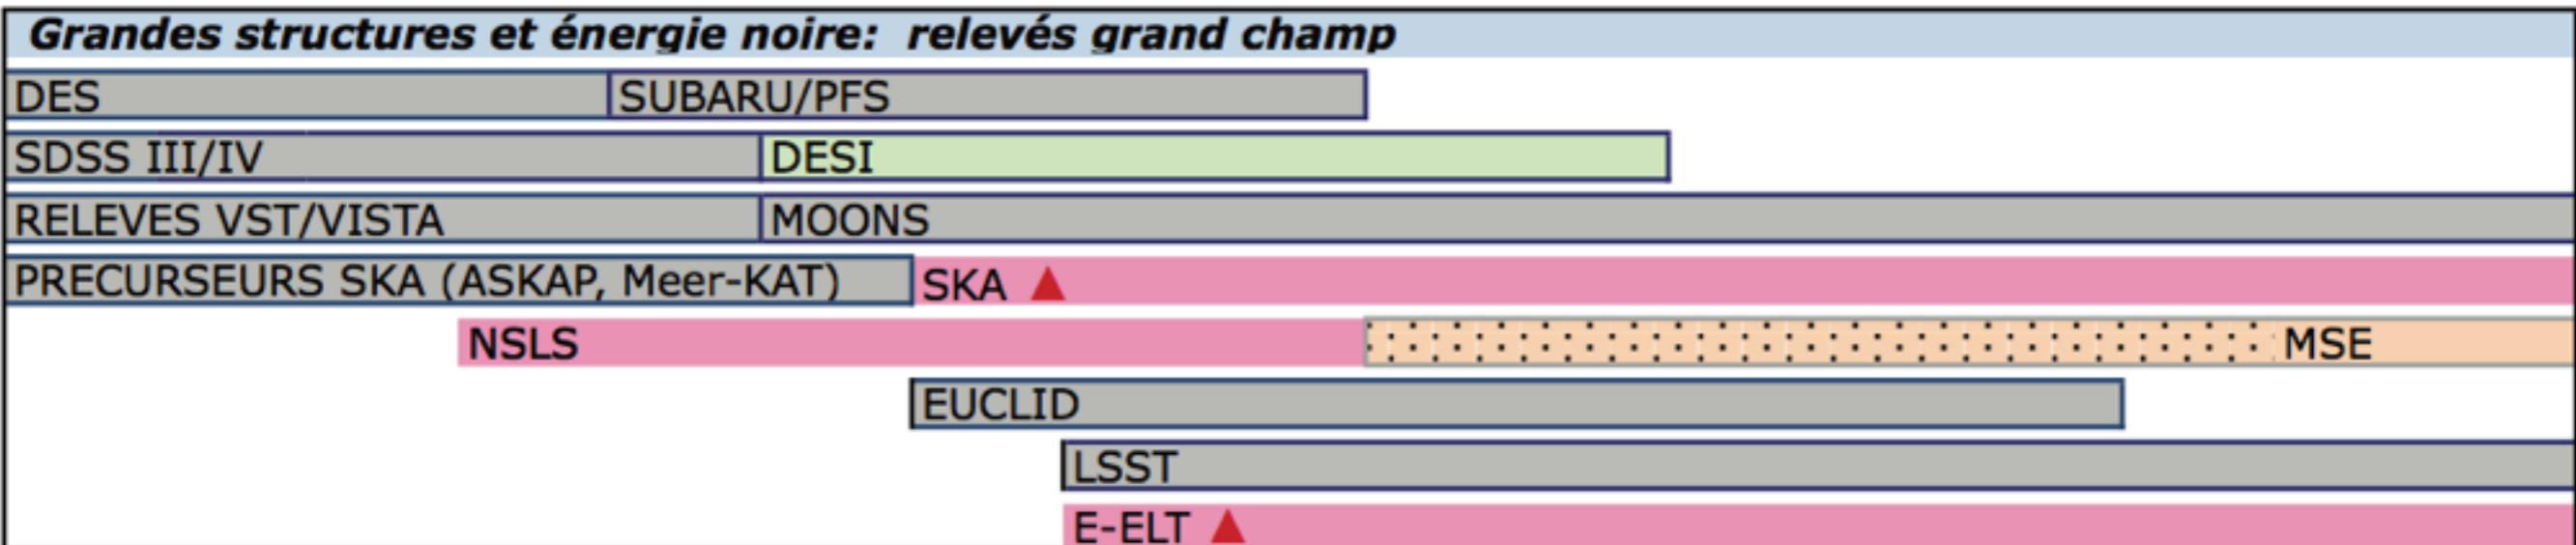 Grandes structures et énergie noire: relevés grand champ
DES SUBARU/PFS
SDSS III/IV DESI
RELEVES VST/VISTA MOONS
PRECURSEURS SKA (ASKAP, Meer-KAT) SKA
NSLS MSE
EUCLID
LSST
E-ELT